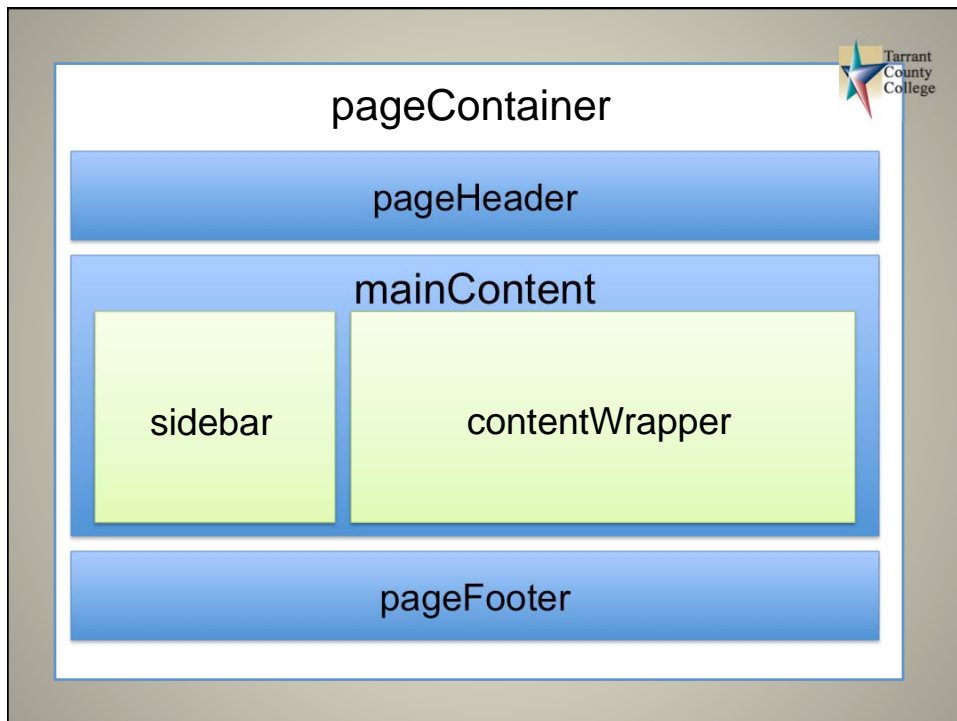 Tarrant
County
College
pageContainer
pageHeader
mainContent
sidebar
contentWrapper
pageFooter